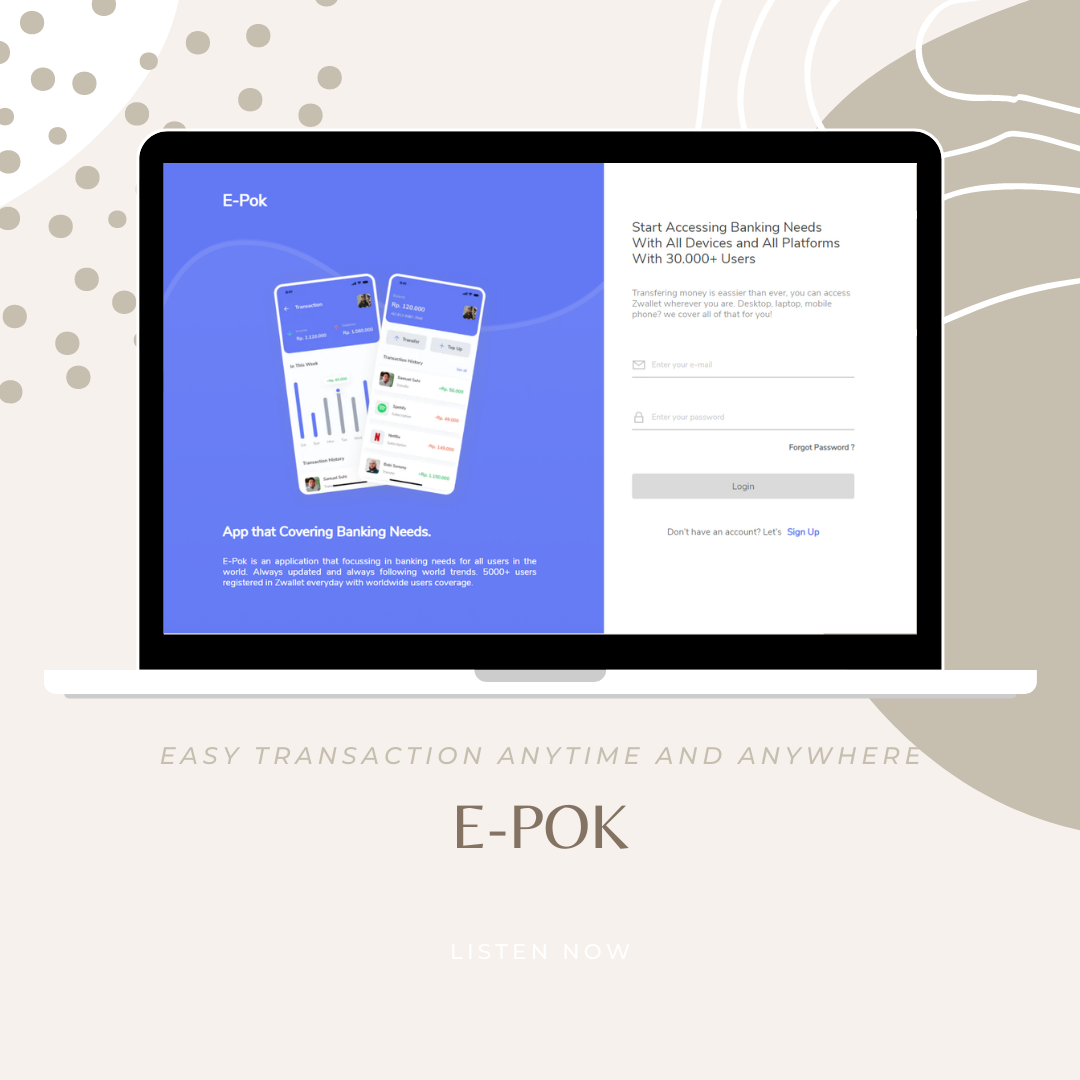 E-Pok
Transaction
Rp. 1.120.000
Rp. 120.000
Transfer
Top Up
In This Week
+Rp. 50.000
Transaction History
See all
Samuel Suhi
Transfer
+Rp. 50.000
Spotify
Subscription
-Rp. 49.000
Netflix
Subscription
-Rp. 149.000
Transfer
+Rp. 1.150.000
Transaction History
Samuel Suhi
App that Covering Banking Needs.
E-Pok is an application that focussing in banking needs for all users in the
world. Always updated and always following world trends. 5000+ users
registered in Zwallet everyday with worldwide users coverage.
Start Accessing Banking Needs
With All Devices and All Platforms
With 30.000+ Users
Transfering money is eassier than ever, you can access
Zwallet wherever you are. Desktop, laptop, mobile
phone? we cover all of that for you!
Enter your e-mail
Enter your password
Forgot Password ?
Login
Don't have an account? Let's Sign Up
EASY TRANSACTION ANYTIME AND ANYWHERE
E-POK
LISTEN NOW